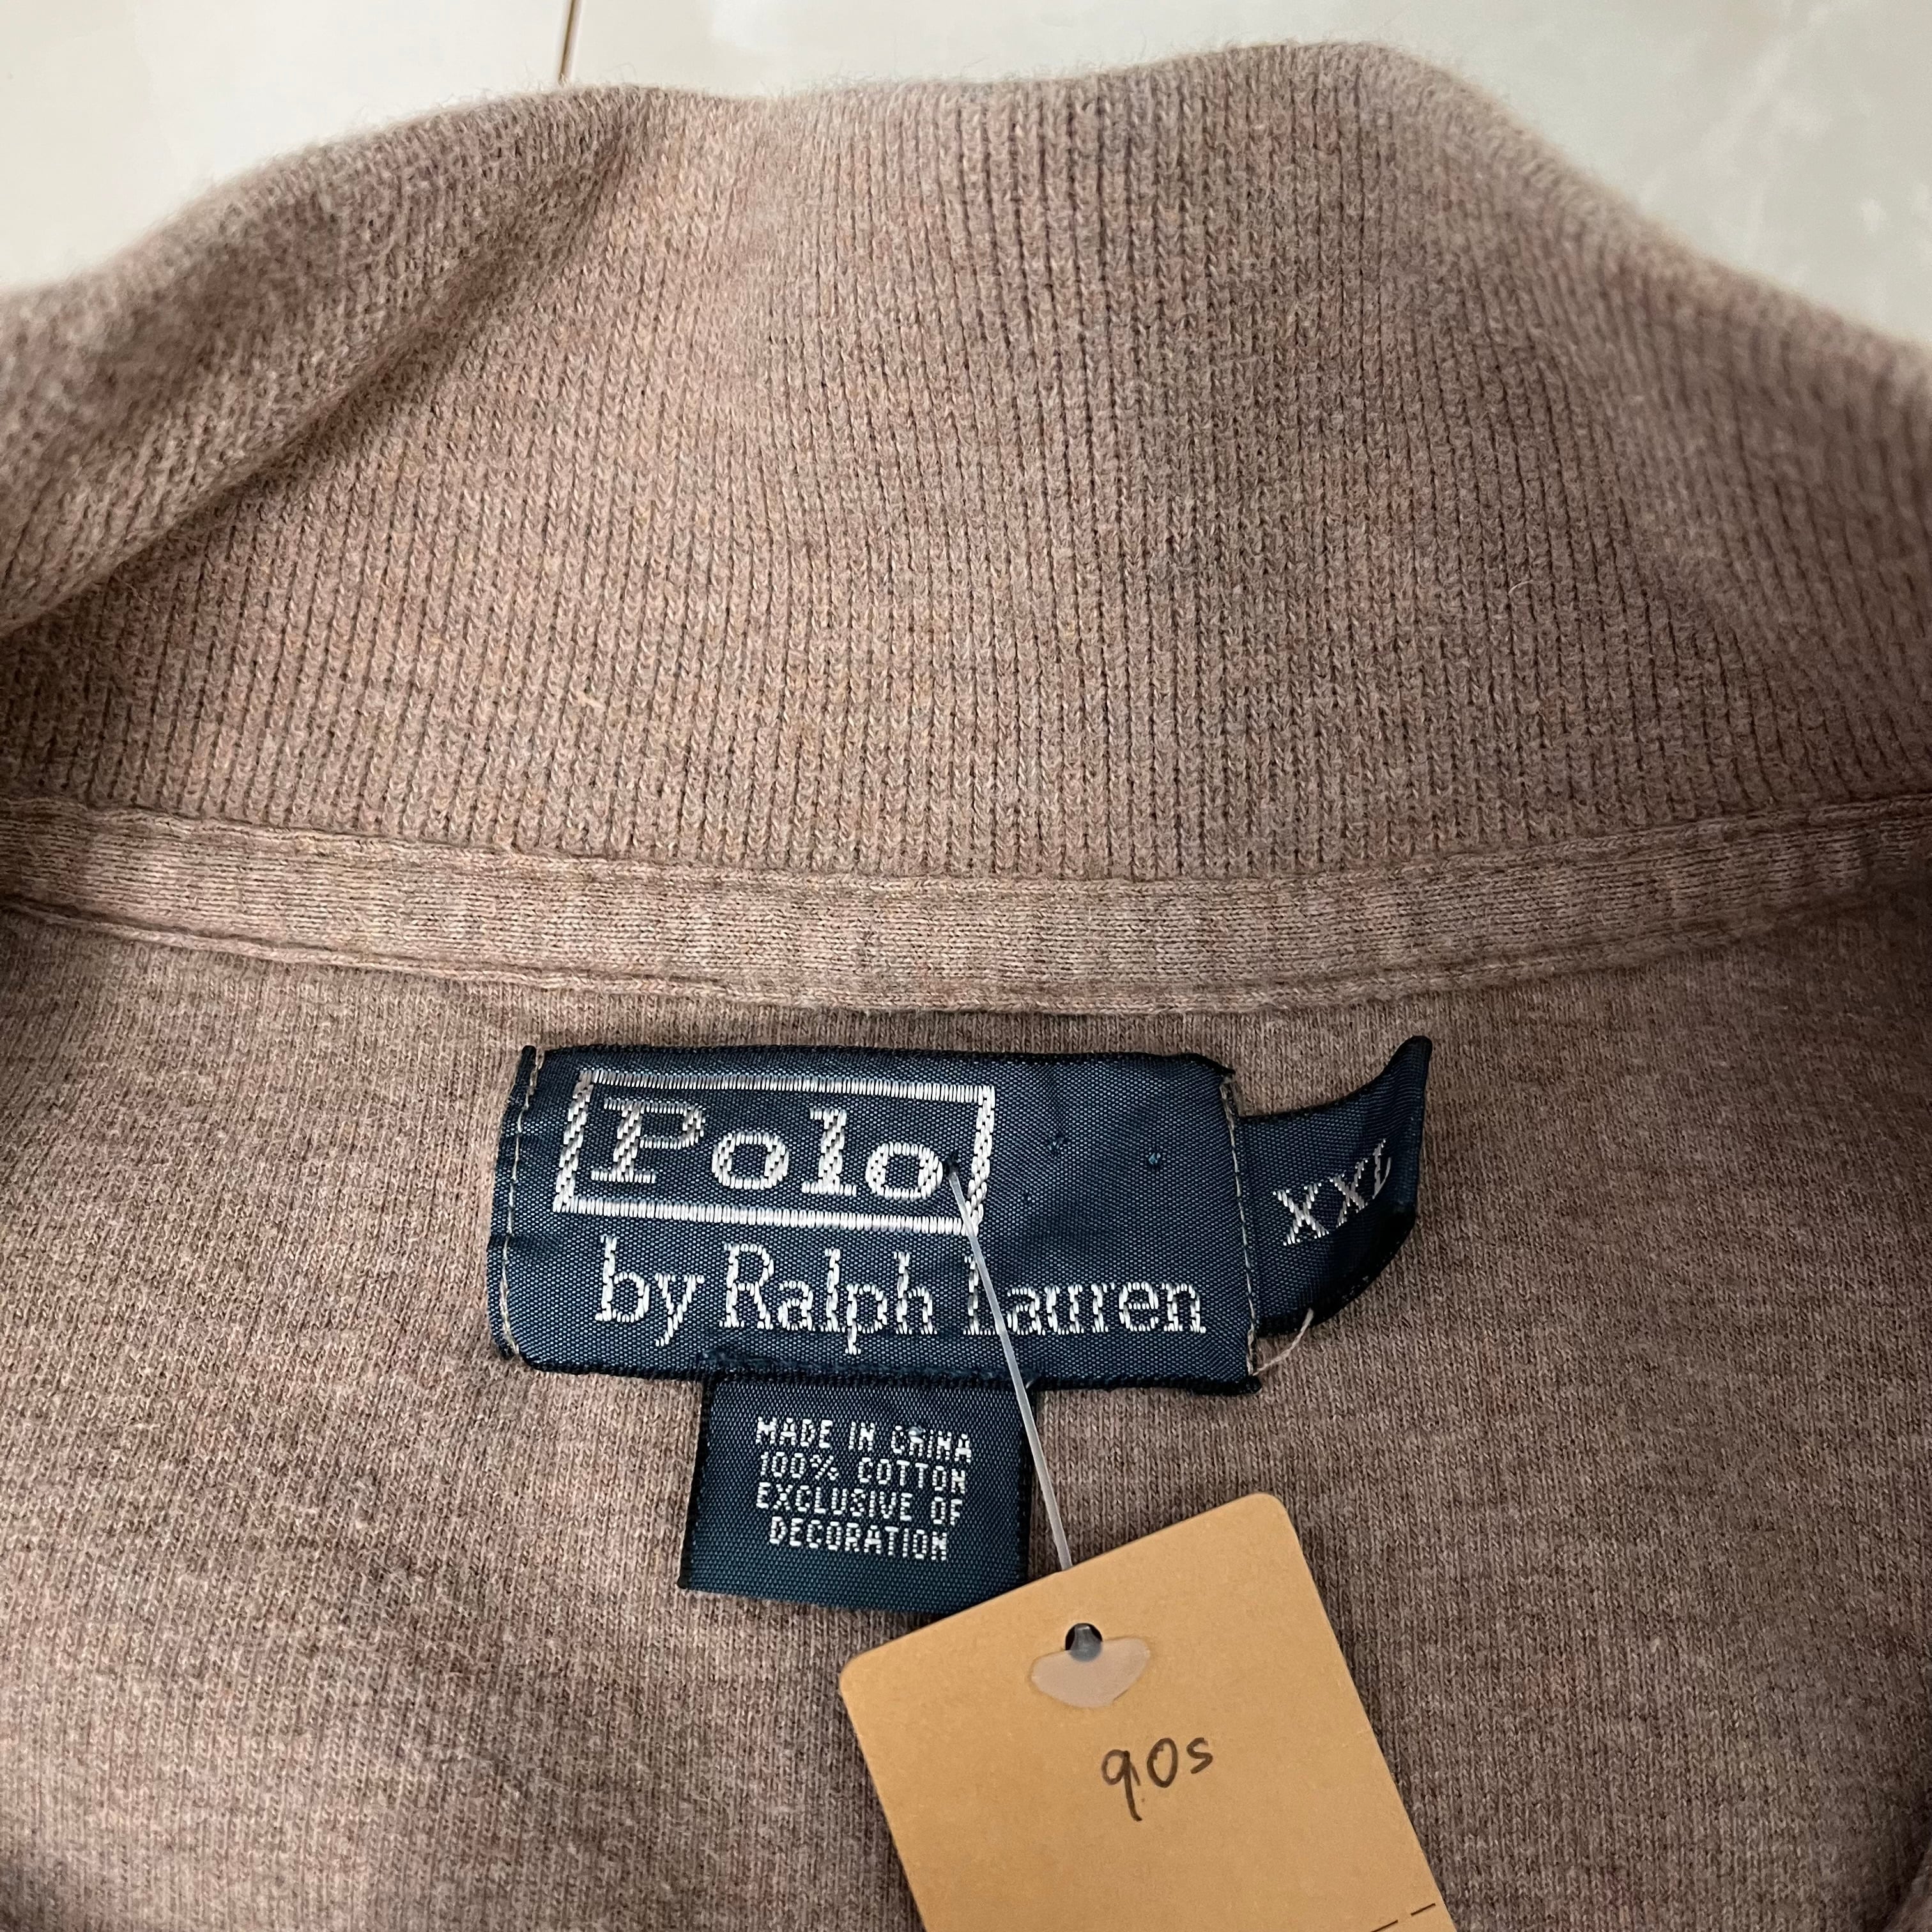 Polo
by Ralph Lauren
XXL
MADE IN CHINA
100% COTTON
EXCLUSIVE OF
DECORATION
90s